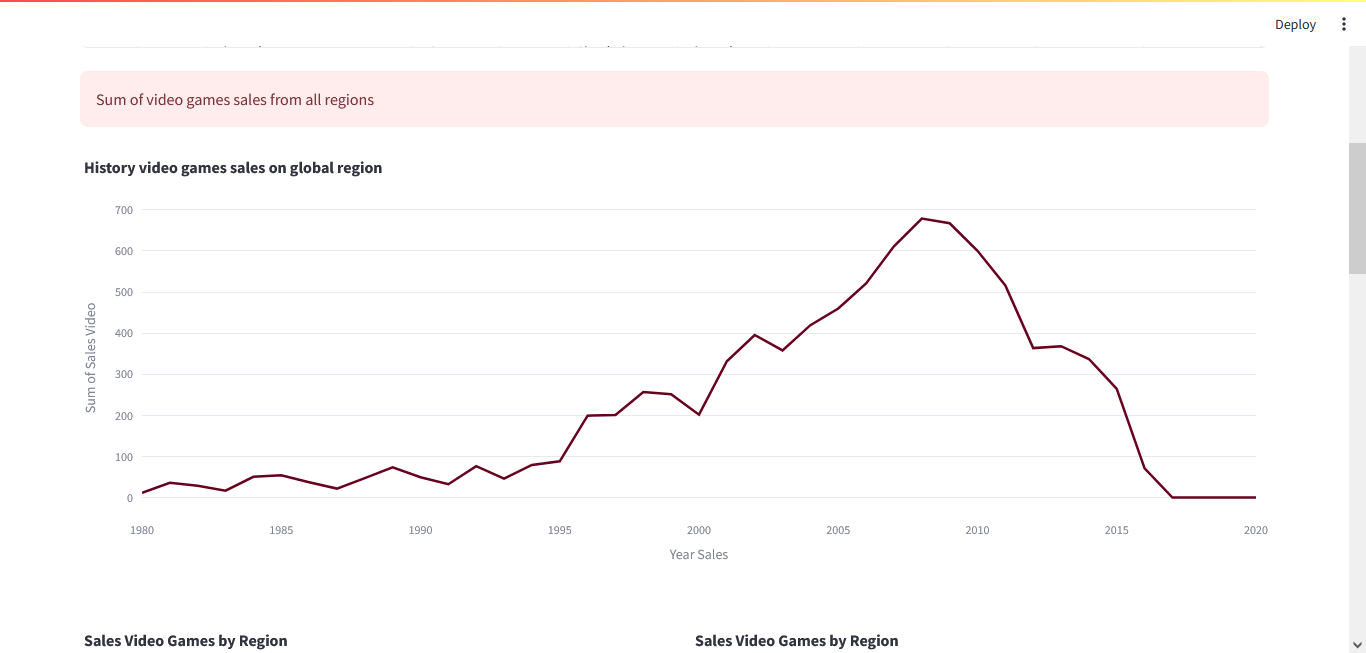 Deploy
Sum of video games sales from all regions
History video games sales on global region
700
600
500
400
300
200
100
0
Sum of Sales Video
1980 1985 1990 1995 2000 2005 2010 2015 2020
Year Sales
Sales Video Games by Region Sales Video Games by Region